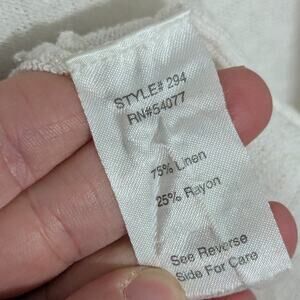 STYLE# 294
RN#54077
75% Linen
25% Rayon
See Reverse
Side For Care